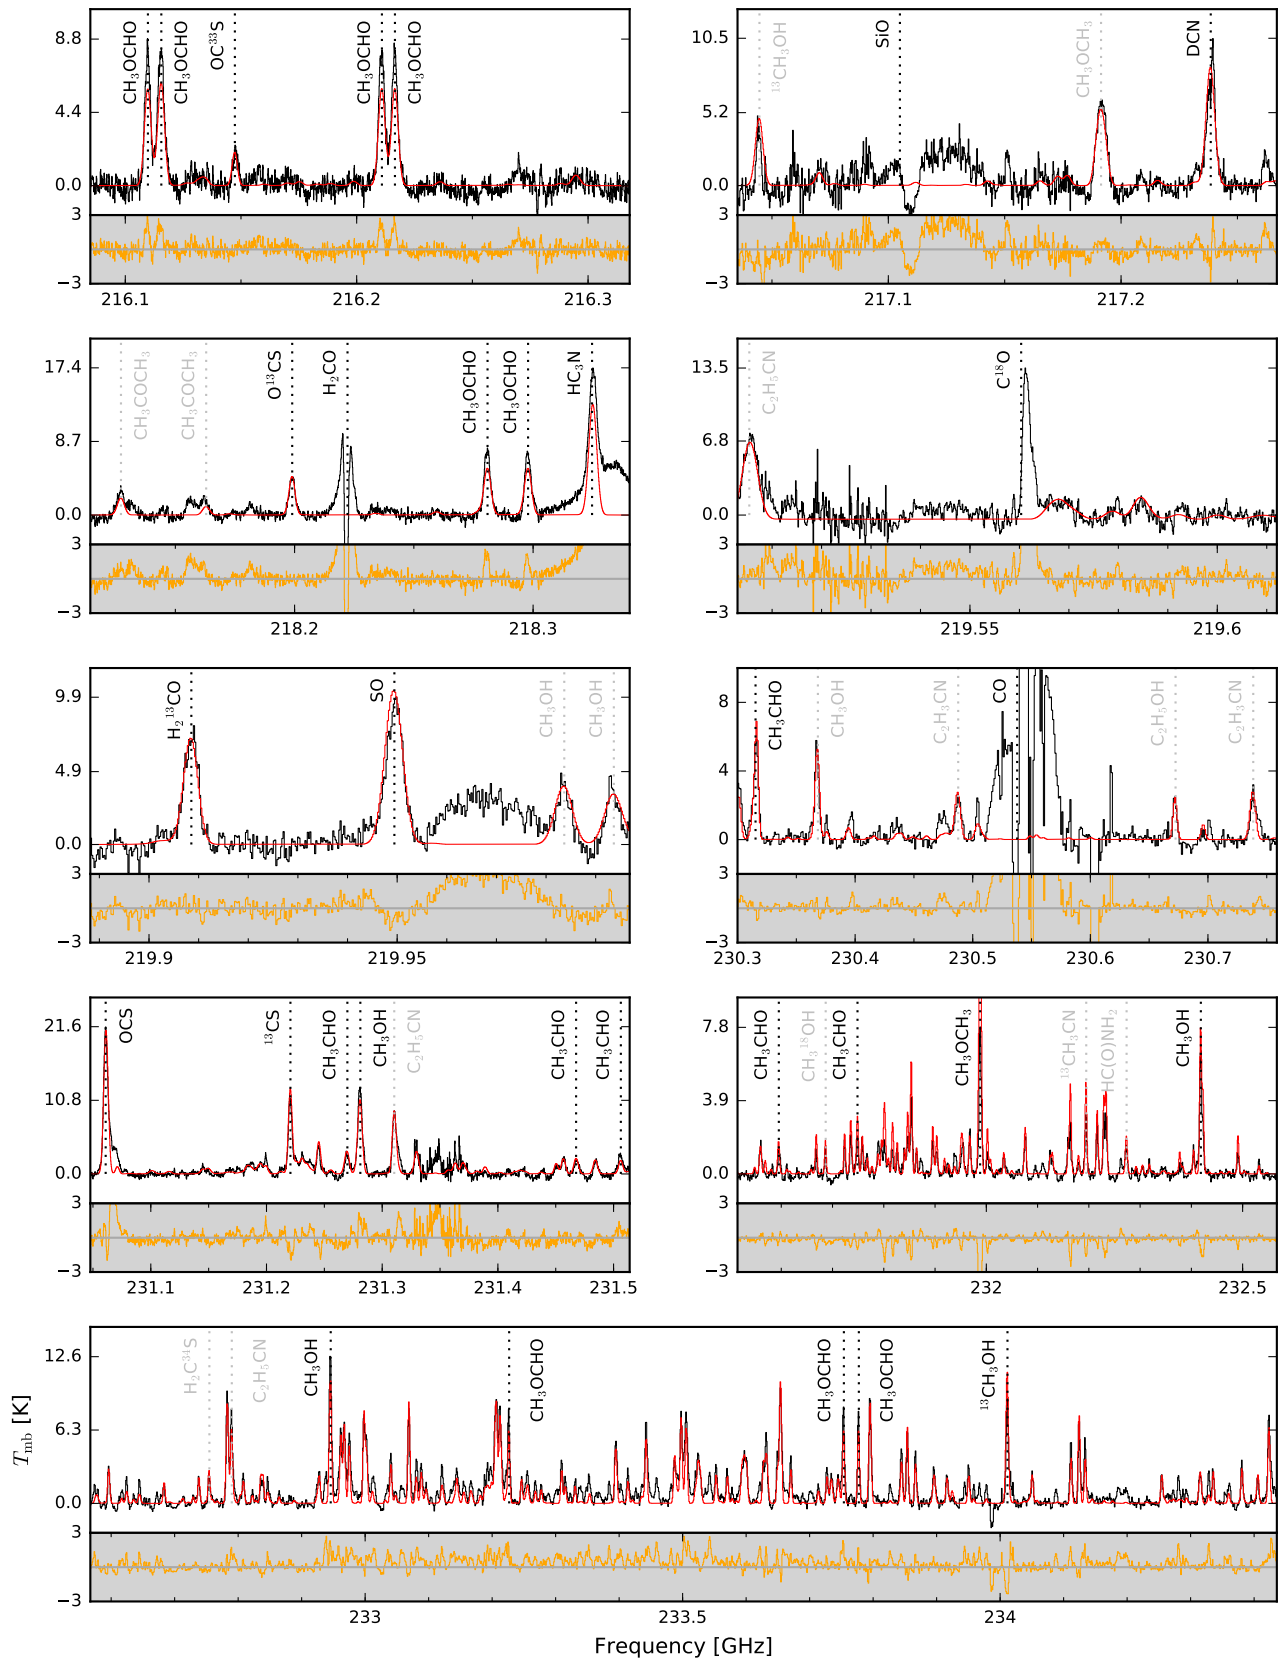 8.8
4.4
0.0
3
−3
CH₃OCHO
CH₃OCHO
OC³³S
CH₃OCHO
CH₃OCHO
216.1
216.2
216.3
10.5
5.2
0.0
3
−3
¹³CH₃OH
SiO
CH₃OCH₃
DCN
217.1
217.2
17.4
8.7
0.0
3
−3
CH₃COCH₃
CH₃COCH₃
O¹³CS
H₂CO
CH₃OCHO
CH₃OCHO
HC₃N
218.2
218.3
13.5
6.8
0.0
3
−3
C₂H₅CN
C¹⁸O
219.55
219.6
9.9
4.9
0.0
3
−3
H₂¹³CO
SO
CH₃OH
CH₃OH
219.9
219.95
8
4
0
3
−3
CH₃CHO
CH₃OH
C₂H₃CN
CO
C₂H₅OH
C₂H₃CN
230.3
230.4
230.5
230.6
230.7
21.6
10.8
0.0
3
−3
OCS
¹³CS
CH₃CHO
CH₃OH
C₂H₅CN
CH₃CHO
CH₃CHO
231.1
231.2
231.3
231.4
231.5
7.8
3.9
0.0
3
−3
CH₃CHO
CH₃¹⁸OH
CH₃CHO
CH₃OCH₃
¹³CH₃CN
HC(O)NH₂
CH₃OH
232
232.5
12.6
6.3
0.0
3
−3
H₂C³⁴S
C₂H₅CN
CH₃OH
CH₃OCHO
CH₃OCHO
CH₃OCHO
¹³CH₃OH
233
233.5
234
T_mb [K]
Frequency [GHz]